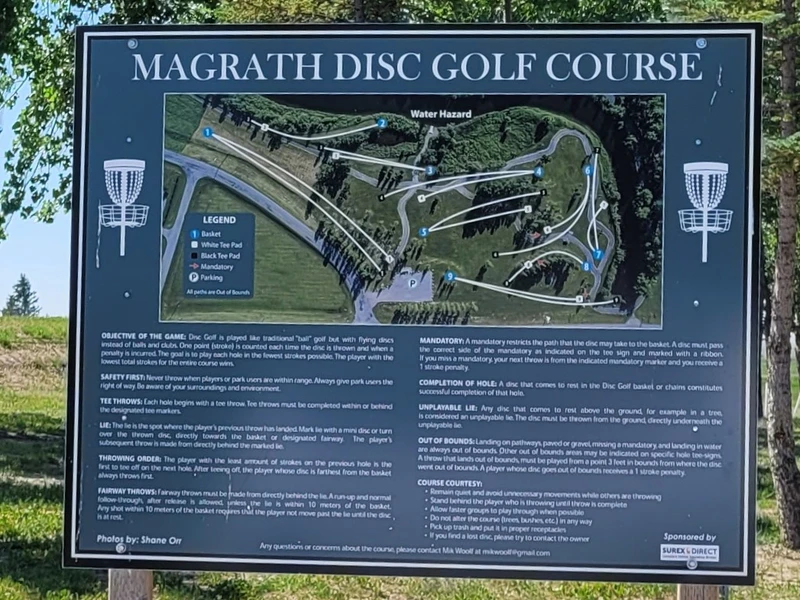 MAGRATH DISC GOLF COURSE
Water Hazard
1
2
3
4
5
6
7
8
9
P
LEGEND
1 Basket
White Tee Pad
Black Tee Pad
Mandatory
P Parking
All paths are Out of Bounds
OBJECTIVE OF THE GAME: Disc Golf is played like traditional "ball" golf but with flying discs
instead of balls and clubs. One point (stroke) is counted each time the disc is thrown and when a
penalty is incurred. The goal is to play each hole in the fewest strokes possible. The player with the
lowest total strokes for the entire course wins.
SAFETY FIRST: Never throw when players or park users are within range. Always give park users the
right of way. Be aware of your surroundings and environment.
TEE THROWS: Each hole begins with a tee throw. Tee throws must be completed within or behind
the designated tee markers.
LIE: The lie is the spot where the player's previous throw has landed. Mark lie with a mini disc or turn
over the thrown disc, directly towards the basket or designated fairway. The player's
subsequent throw is made from directly behind the marked lie.
THROWING ORDER: The player with the least amount of strokes on the previous hole is the
first to tee off on the next hole. After teeing off, the player whose disc is farthest from the basket
always throws first.
FAIRWAY THROWS: Fairway throws must be made from directly behind the lie. A run-up and normal
follow-through, after release is allowed, unless the lie is within 10 meters of the basket.
Any shot within 10 meters of the basket requires that the player not move past the lie until the disc
is at rest.
MANDATORY: A mandatory restricts the path that the disc may take to the basket. A disc must pass
the correct side of the mandatory as indicated on the tee sign and marked with a ribbon.
If you miss a mandatory, your next throw is from the indicated mandatory marker and you receive a
1 stroke penalty.
COMPLETION OF HOLE: A disc that comes to rest in the Disc Golf basket or chains constitutes
successful completion of that hole.
UNPLAYABLE LIE: Any disc that comes to rest above the ground, for example in a tree,
is considered an unplayable lie. The disc must be thrown from the ground, directly underneath the
unplayable lie.
OUT OF BOUNDS: Landing on pathways, paved or gravel, missing a mandatory, and landing in water
are always out of bounds. Other out of bounds areas may be indicated on specific hole tee-signs.
A throw that lands out of bounds, must be played from a point 3 feet in bounds from where the disc
went out of bounds. A player whose disc goes out of bounds receives a 1 stroke penalty.
COURSE COURTESY:
• Remain quiet and avoid unnecessary movements while others are throwing
• Stand behind the player who is throwing until throw is complete
• Allow faster groups to play through when possible
• Do not alter the course (trees, bushes, etc.) in any way
• Pick up trash and put it in proper receptacles
• If you find a lost disc, please try to contact the owner
Photos by: Shane Orr
Any questions or concerns about the course, please contact Mik Woolf at mikwoolf@gmail.com
Sponsored by
SUREX DIRECT